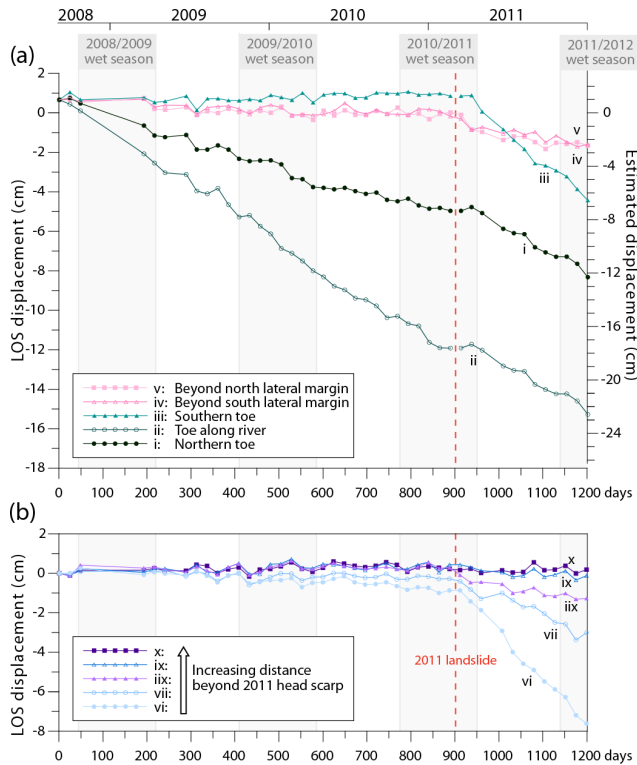 2008 2009 2010 2011
2008/2009
wet season
2009/2010
wet season
2010/2011
wet season
2011/2012
wet season
(a)
LOS displacement (cm)
2
0
-2
-4
-6
-8
-10
-12
-14
-16
-18
Estimated displacement (cm)
0
-4
-8
-12
-16
-22
-24
v
iv
iii
i
ii
v: Beyond north lateral margin
iv: Beyond south lateral margin
iii: Southern toe
ii: Toe along river
i: Northern toe
0 100 200 300 400 500 600 700 800 900 1000 1100 1200 days
(b)
LOS displacement (cm)
2
0
-2
-4
-6
-8
x
ix
iix
vii
vi
x:
ix:
iix:
vii:
vi:
Increasing distance
beyond 2011 head scarp
2011 landslide
0 100 200 300 400 500 600 700 800 900 1000 1100 1200 days